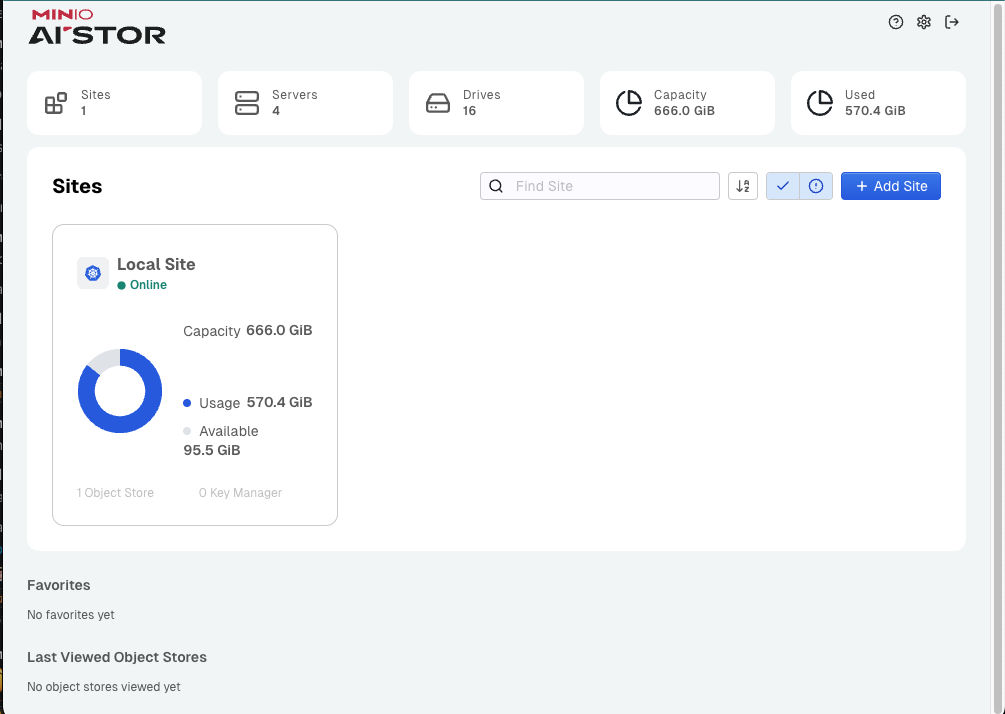 MINIO
AISTOR
Sites
1
Servers
4
Drives
16
Capacity
666.0 GiB
Used
570.4 GiB
Sites
Find Site
Add Site
Local Site
Online
Capacity 666.0 GiB
Usage 570.4 GiB
Available
95.5 GiB
1 Object Store 0 Key Manager
Favorites
No favorites yet
Last Viewed Object Stores
No object stores viewed yet